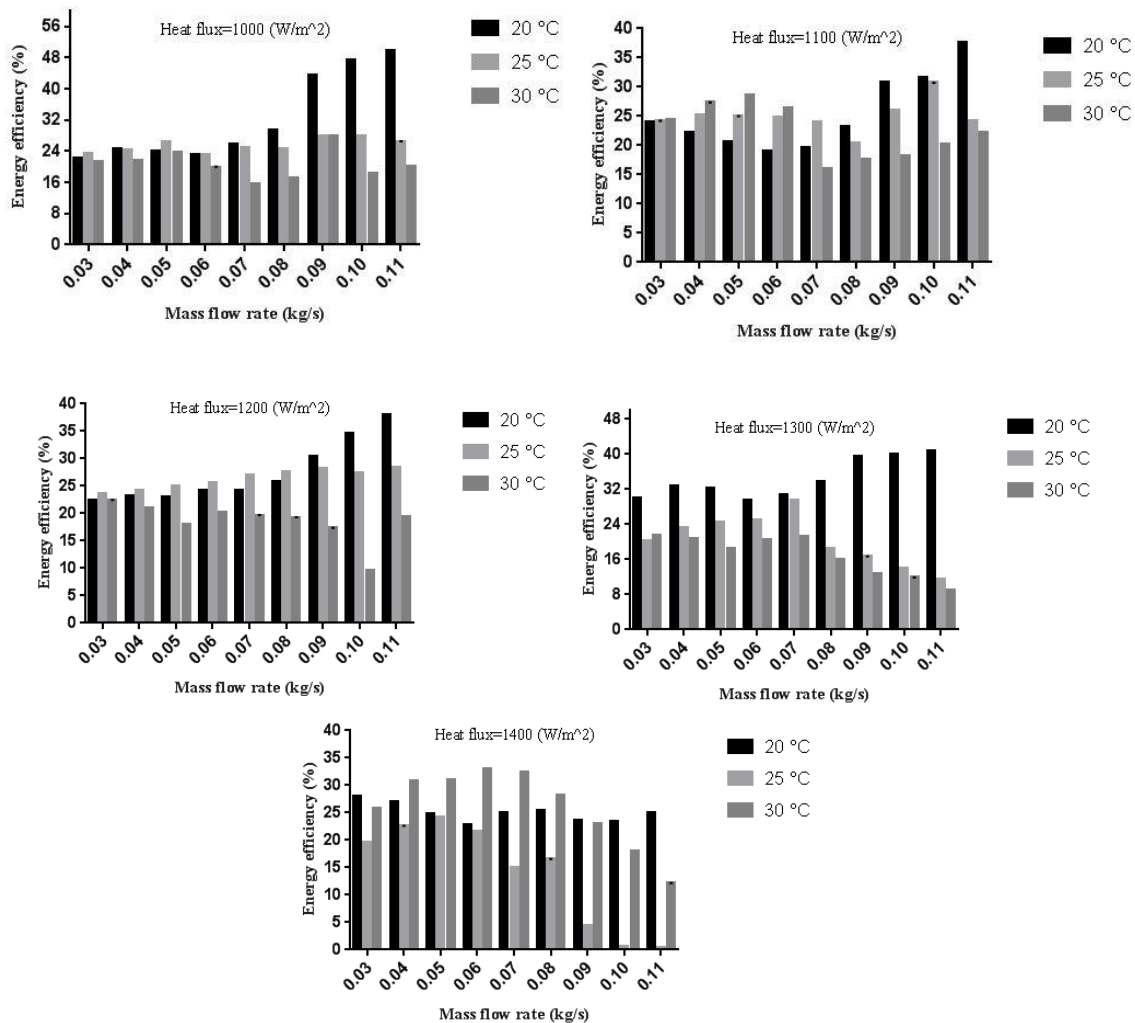 Heat flux=1000 (W/m^2)
20 °C
25 °C
30 °C
Energy efficiency (%)
56
48
40
32
24
16
8
0
0.03
0.04
0.05
0.06
0.07
0.08
0.09
0.10
0.11
Mass flow rate (kg/s)
Heat flux=1100 (W/m^2)
20 °C
25 °C
30 °C
Energy efficiency (%)
40
35
30
25
20
15
10
5
0
0.03
0.04
0.05
0.06
0.07
0.08
0.09
0.10
0.11
Mass flow rate (kg/s)
Heat flux=1200 (W/m^2)
20 °C
25 °C
30 °C
Energy efficiency (%)
40
35
30
25
20
15
10
5
0
0.03
0.04
0.05
0.06
0.07
0.08
0.09
0.10
0.11
Mass flow rate (kg/s)
Heat flux=1300 (W/m^2)
20 °C
25 °C
30 °C
Energy efficiency (%)
48
40
32
24
16
8
0
0.03
0.04
0.05
0.06
0.07
0.08
0.09
0.10
0.11
Mass flow rate (kg/s)
Heat flux=1400 (W/m^2)
20 °C
25 °C
30 °C
Energy efficiency (%)
40
35
30
25
20
15
10
5
0
0.03
0.04
0.05
0.06
0.07
0.08
0.09
0.10
0.11
Mass flow rate (kg/s)